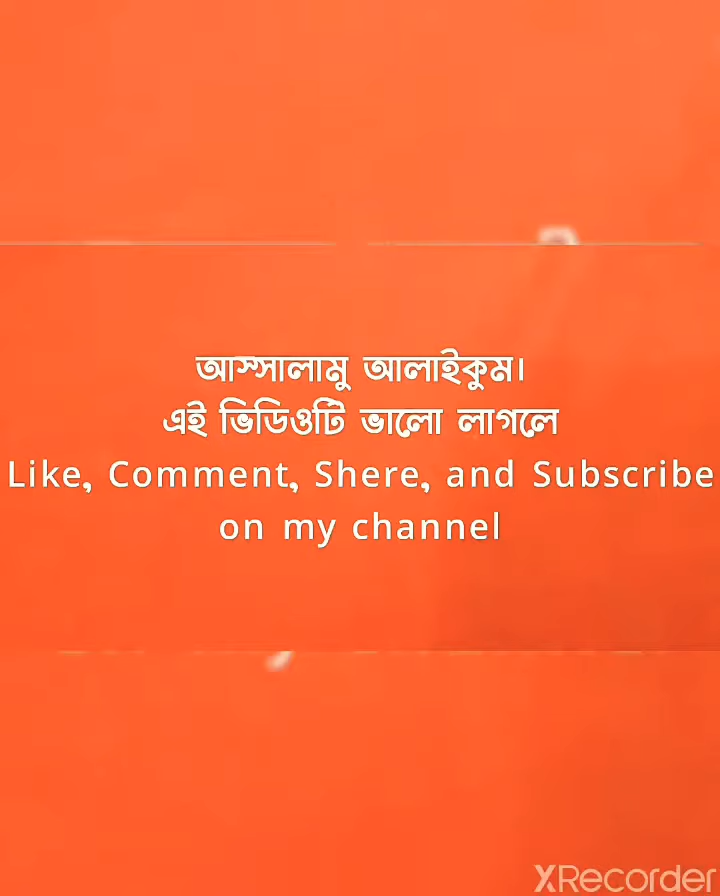 আস্সালামু আলাইকুম।
এই ভিডিওটি ভালো লাগলে
Like, Comment, Shere, and Subscribe
on my channel
XRecorder